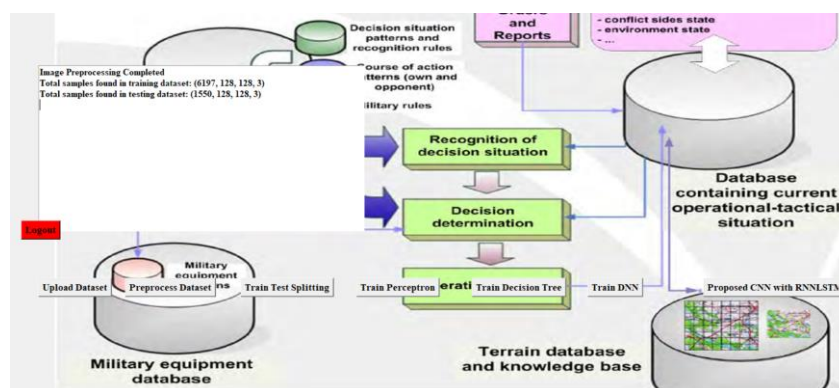 Orders
and
Reports
- conflict sides state
- environment state
- ...
Decision situation
patterns and
recognition rules
Course of action
patterns (own and
opponent)
Military rules
Image Preprocessing Completed
Total samples found in training dataset: (6197, 128, 128, 3)
Total samples found in testing dataset: (1550, 128, 128, 3)
Recognition of
decision situation
Database
containing current
operational-tactical
situation
Decision
determination
Logout
Military
equipment
Upload Dataset
Preprocess Dataset
Train Test Splitting
Train Perceptron
Train Decision Tree
Train DNN
Proposed CNN with RNNLSTM
Military equipment
database
Terrain database
and knowledge base